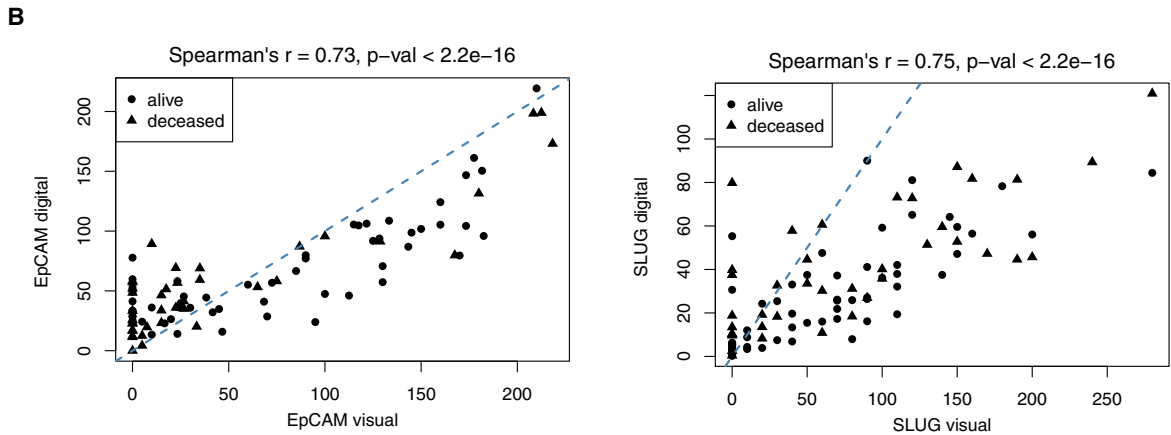 B
Spearman's r = 0.73, p−val < 2.2e−16
alive
deceased
EpCAM digital
0
50
100
150
200
0
50
100
150
200
EpCAM visual
Spearman's r = 0.75, p−val < 2.2e−16
alive
deceased
SLUG digital
0
20
40
60
80
100
0
50
100
150
200
250
SLUG visual